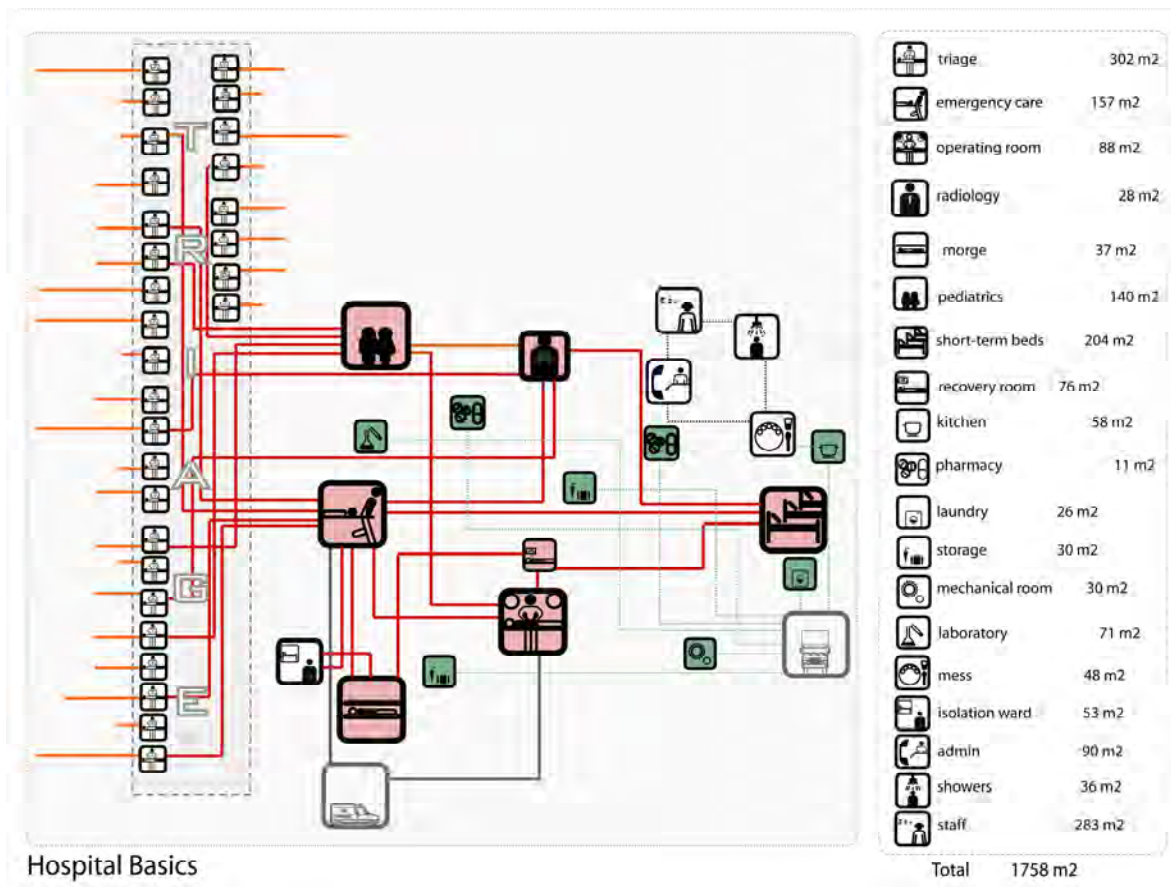 T
R
I
A
G
E
Hospital Basics
triage 302 m2
emergency care 157 m2
operating room 88 m2
radiology 28 m2
morge 37 m2
pediatrics 140 m2
short-term beds 204 m2
recovery room 76 m2
kitchen 58 m2
pharmacy 11 m2
laundry 26 m2
storage 30 m2
mechanical room 30 m2
laboratory 71 m2
mess 48 m2
isolation ward 53 m2
admin 90 m2
showers 36 m2
staff 283 m2
Total 1758 m2